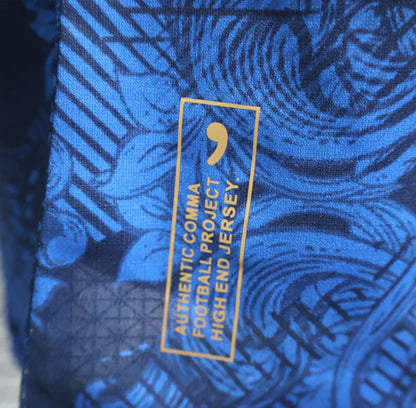 ,
AUTHENTIC COMMA
FOOTBALL PROJECT
HIGH END JERSEY.